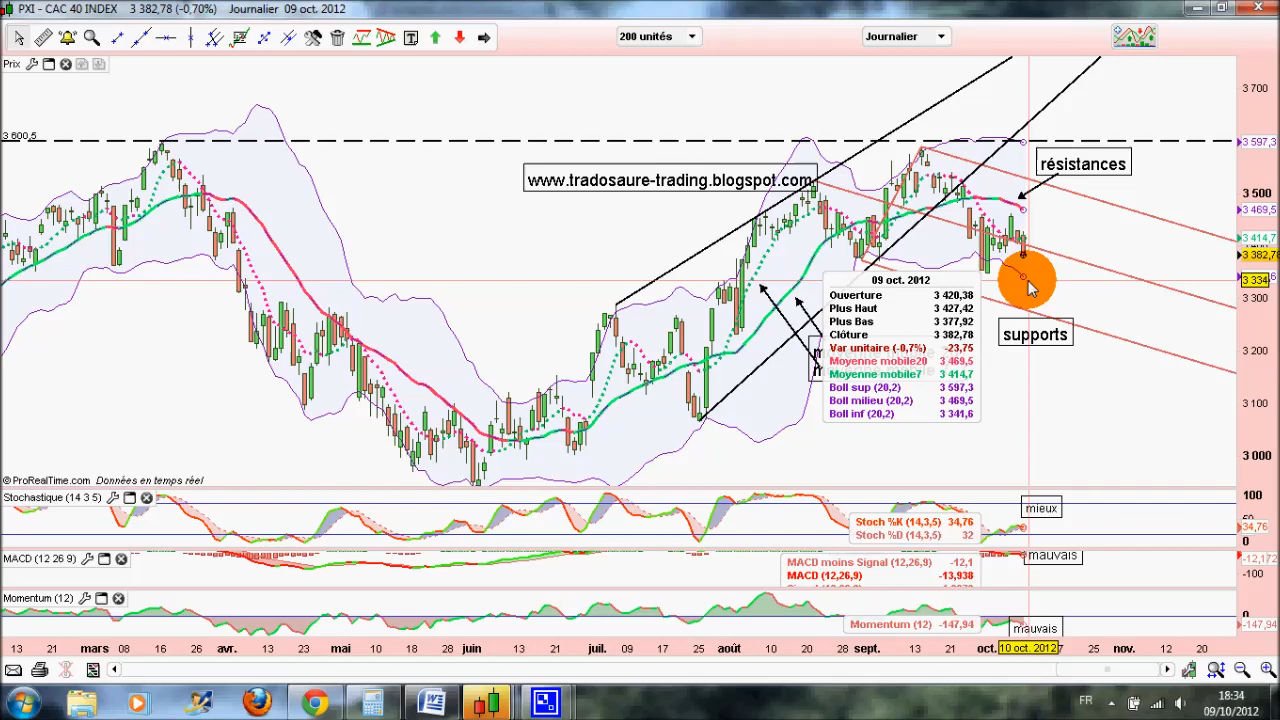 PXI - CAC 40 INDEX 3 382,78 (-0,70%) Journalier 09 oct. 2012
200 unités
Journalier
Prix
3 600,5
3 700
3 597,3
résistances
www.tradosaure-trading.blogspot.com
3 500
3 469,5
3 414,7
3 382,78
3 334
3 300
3 200
3 100
3 000
supports
09 oct. 2012
Ouverture 3 420,38
Plus Haut 3 427,42
Plus Bas 3 377,92
Clôture 3 382,78
Var unitaire (-0,7%) -23,75
Moyenne mobile20 3 469,5
Moyenne mobile7 3 414,7
Boll sup (20,2) 3 597,3
Boll milieu (20,2) 3 469,5
Boll inf (20,2) 3 341,6
© ProRealTime.com Données en temps réel
Stochastique (14 3 5)
mieux
100
34,76
0
Stoch %K (14,3,5) 34,76
Stoch %D (14,3,5) 32
MACD (12 26 9)
mauvais
MACD moins Signal (12,26,9) -12,1
MACD (12,26,9) -13,938
-12,172
-100
Momentum (12)
Momentum (12) -147,94
mauvais
0
-147,94
13 21 mars 08 16 26 avr. 13 23 mai 10 18 juin 13 21 juil. 09 17 25 août 10 20 sept. 13 21 oct. 10 oct. 2012 7 25 nov. 12 20
FR
18:34
09/10/2012